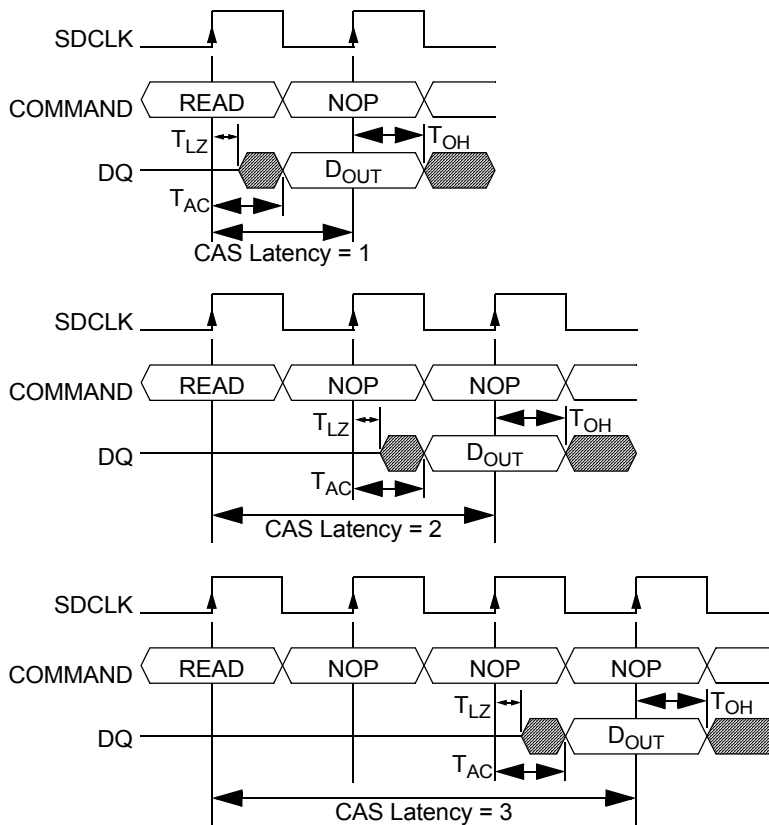 SDCLK
COMMAND READ NOP
T_LZ T_OH
DQ D_OUT
T_AC
CAS Latency = 1
SDCLK
COMMAND READ NOP NOP
T_LZ T_OH
DQ D_OUT
T_AC
CAS Latency = 2
SDCLK
COMMAND READ NOP NOP NOP
T_LZ T_OH
DQ D_OUT
T_AC
CAS Latency = 3